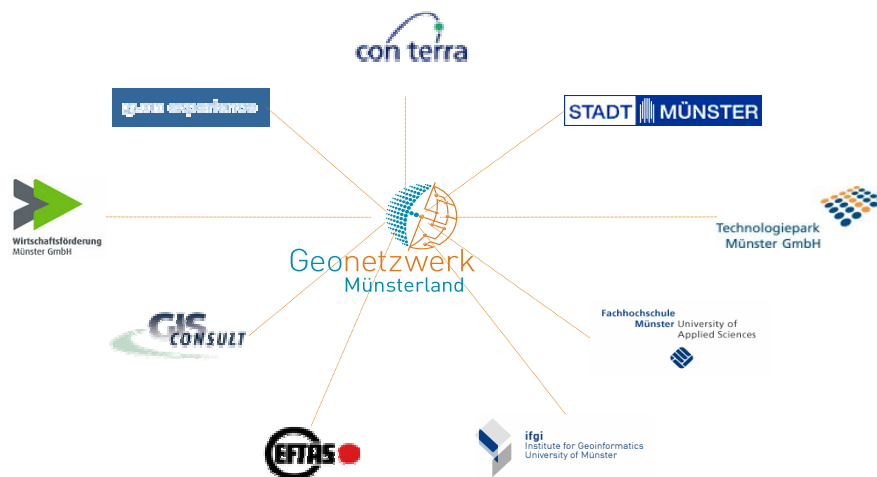 con terra
STADT MÜNSTER
Wirtschaftsförderung
Münster GmbH
Technologiepark
Münster GmbH
Geonetzwerk
Münsterland
GIS
CONSULT
Fachhochschule
Münster University of
Applied Sciences
EFTAS
ifgi
Institute for Geoinformatics
University of Münster